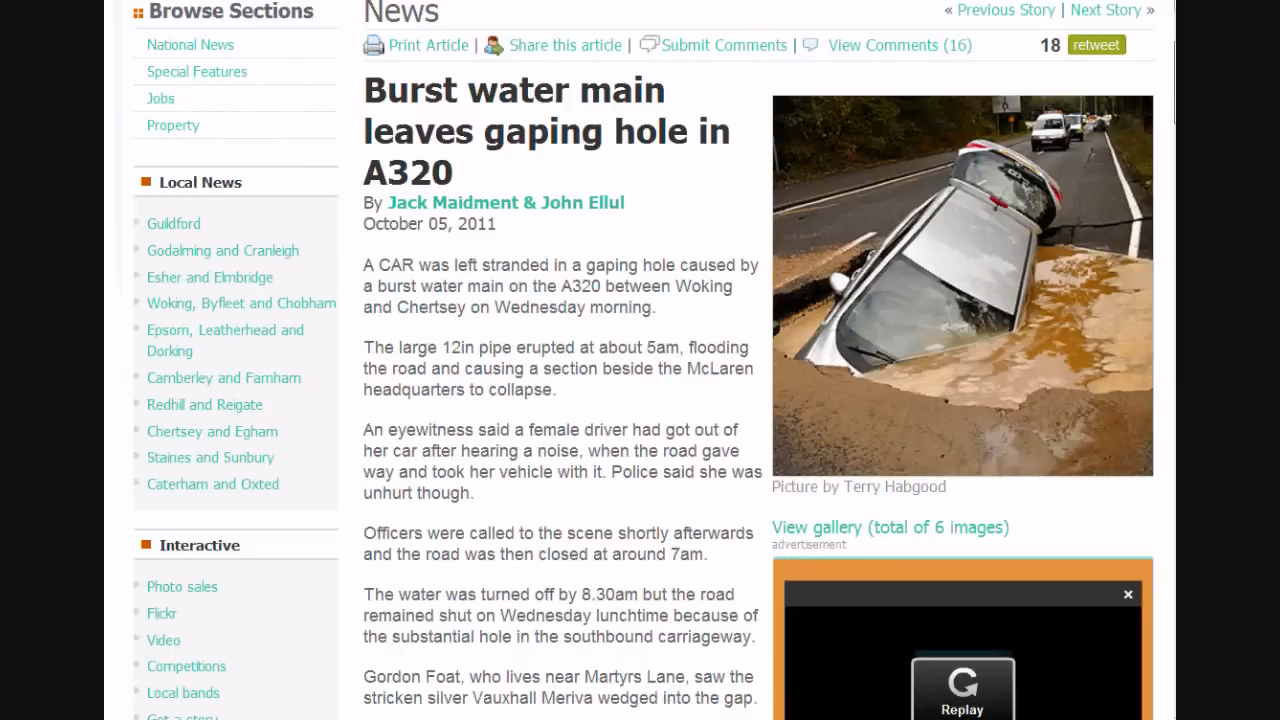 Browse Sections
National News
Special Features
Jobs
Property
Local News
Guildford
Godalming and Cranleigh
Esher and Elmbridge
Woking, Byfleet and Chobham
Epsom, Leatherhead and
Dorking
Camberley and Farnham
Redhill and Reigate
Chertsey and Egham
Staines and Sunbury
Caterham and Oxted
Interactive
Photo sales
Flickr
Video
Competitions
Local bands
Got a story
News
« Previous Story | Next Story »
Print Article | Share this article | Submit Comments | View Comments (16)
18 retweet
Burst water main
leaves gaping hole in
A320
By Jack Maidment & John Ellul
October 05, 2011
A CAR was left stranded in a gaping hole caused by
a burst water main on the A320 between Woking
and Chertsey on Wednesday morning.
The large 12in pipe erupted at about 5am, flooding
the road and causing a section beside the McLaren
headquarters to collapse.
An eyewitness said a female driver had got out of
her car after hearing a noise, when the road gave
way and took her vehicle with it. Police said she was
unhurt though.
Officers were called to the scene shortly afterwards
and the road was then closed at around 7am.
The water was turned off by 8.30am but the road
remained shut on Wednesday lunchtime because of
the substantial hole in the southbound carriageway.
Gordon Foat, who lives near Martyrs Lane, saw the
stricken silver Vauxhall Meriva wedged into the gap.
Picture by Terry Habgood
View gallery (total of 6 images)
advertisement
Replay